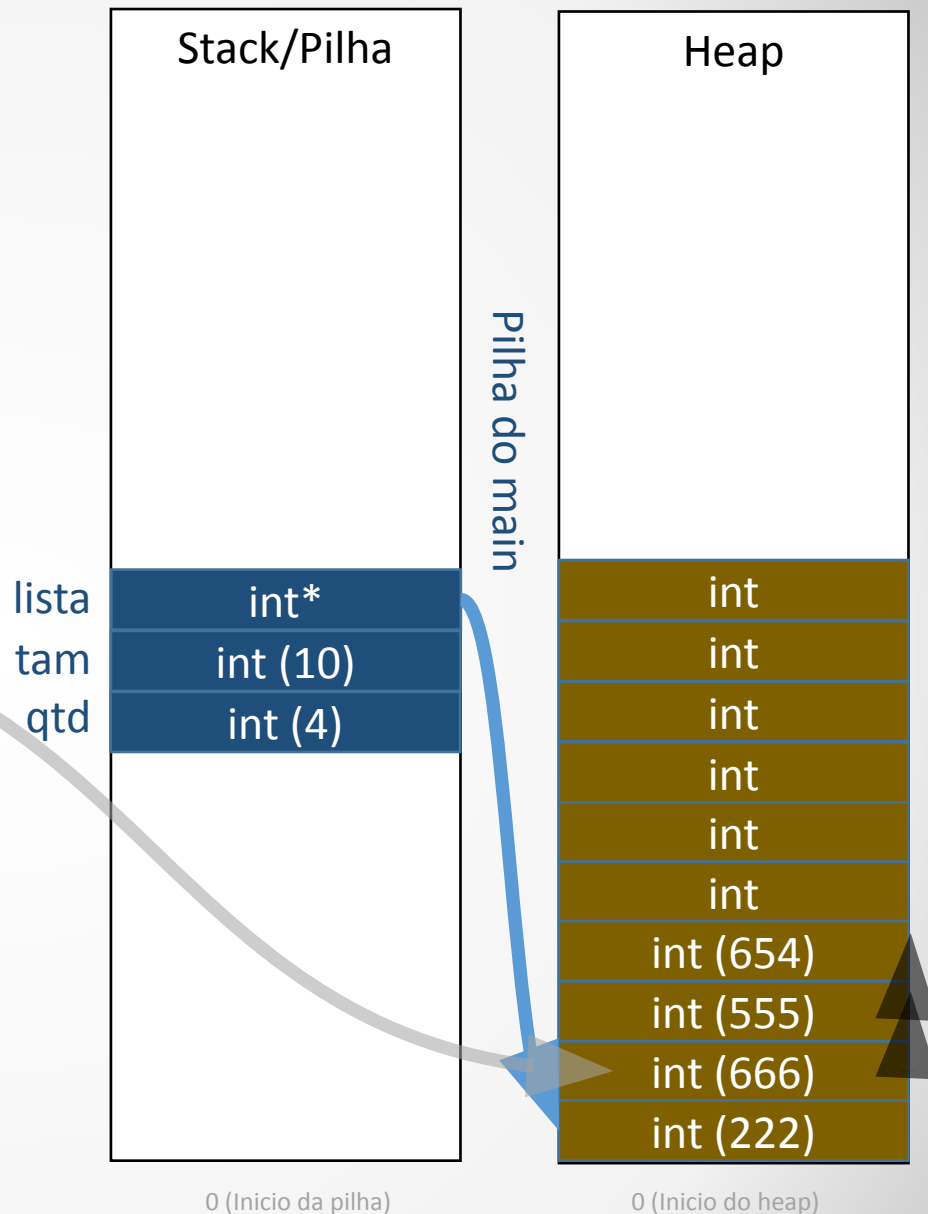 Stack/Pilha
lista
int*
tam
int (10)
qtd
int (4)
0 (Inicio da pilha)
Pilha do main
Heap
int
int
int
int
int
int
int (654)
int (555)
int (666)
int (222)
0 (Inicio do heap)